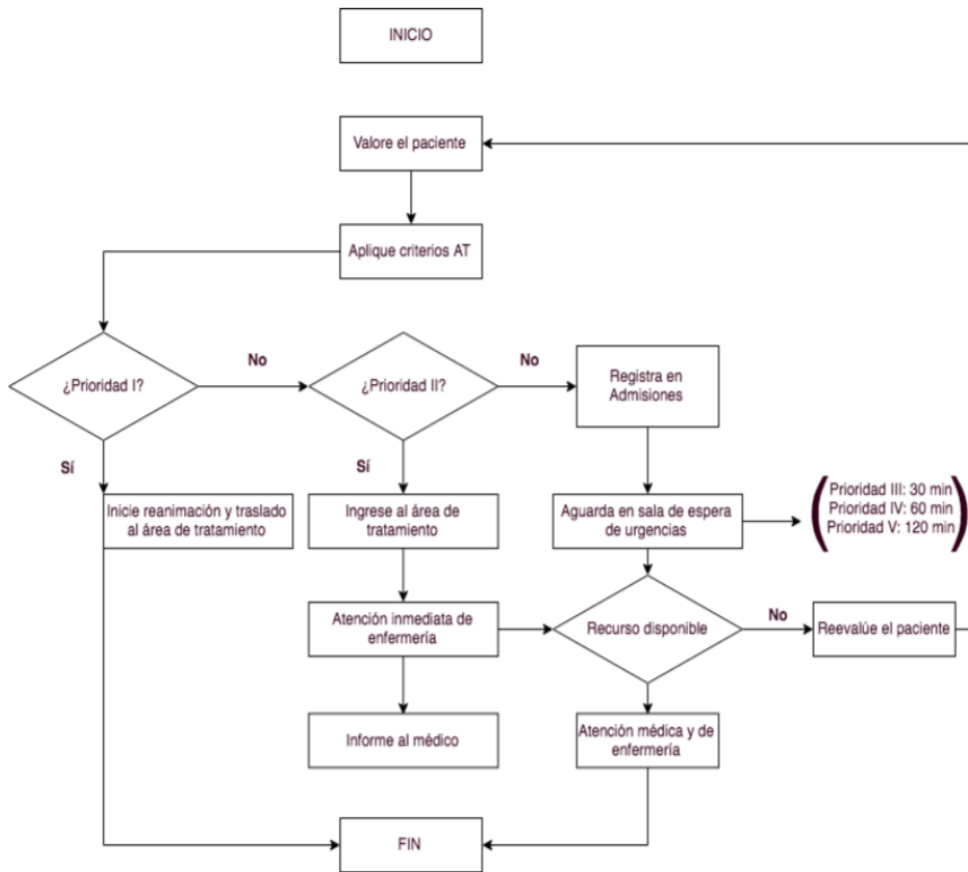 INICIO
Valore el paciente
Aplique criterios AT
¿Prioridad I?
No
¿Prioridad II?
No
Registra en
Admisiones
Sí
Sí
Inicie reanimación y traslado
al área de tratamiento
Ingrese al área de
tratamiento
Aguarda en sala de espera
de urgencias
Prioridad III: 30 min
Prioridad IV: 60 min
Prioridad V: 120 min
Atención inmediata de
enfermería
Recurso disponible
No
Reevalúe el paciente
Informe al médico
Atención médica y de
enfermería
FIN